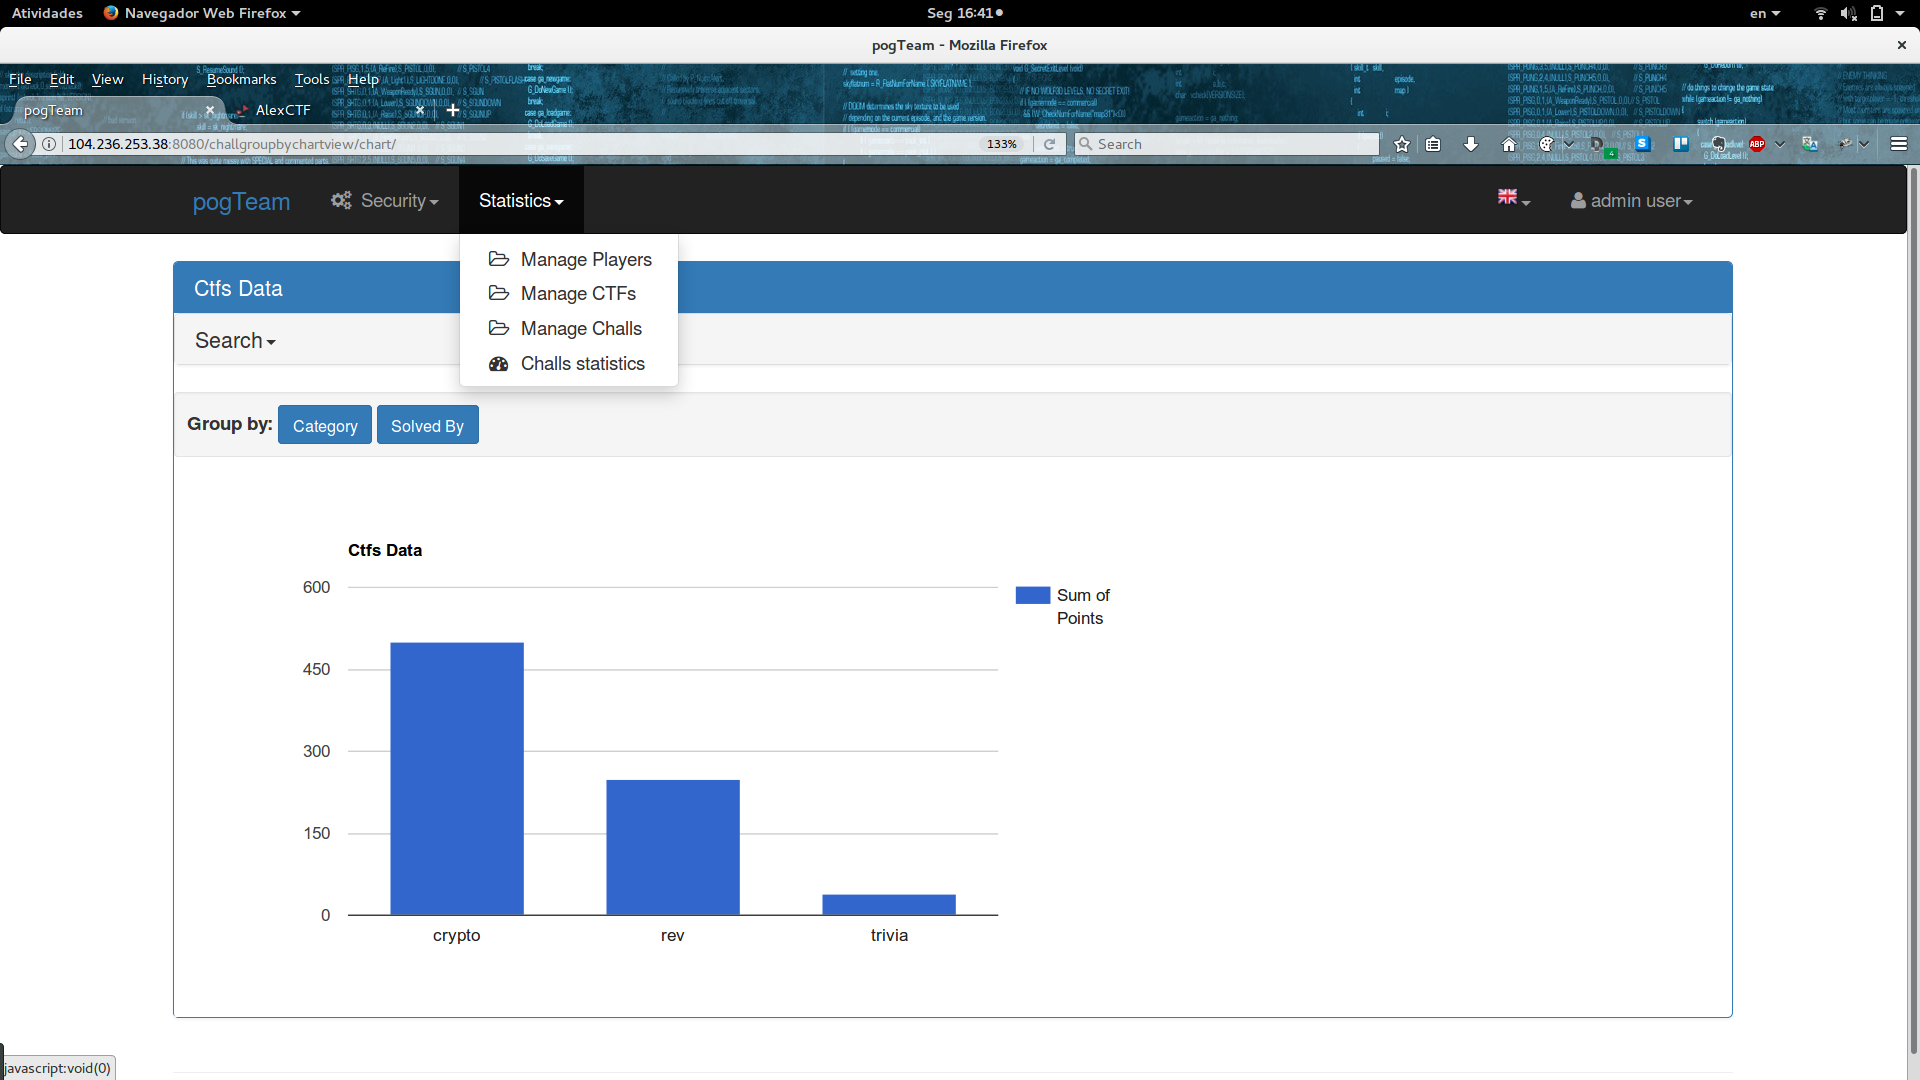 Atividades Navegador Web Firefox Seg 16:41 en
pogTeam - Mozilla Firefox
File Edit View History Bookmarks Tools Help
pogTeam AlexCTF
104.236.253.38:8080/challgroupbychartview/chart/ 133% Search
pogTeam Security Statistics admin user
Manage Players
Manage CTFs
Manage Challs
Challs statistics
Ctfs Data
Search
Group by: Category Solved By
Ctfs Data
600
450
300
150
0
Sum of
Points
crypto rev trivia
javascript:void(0)